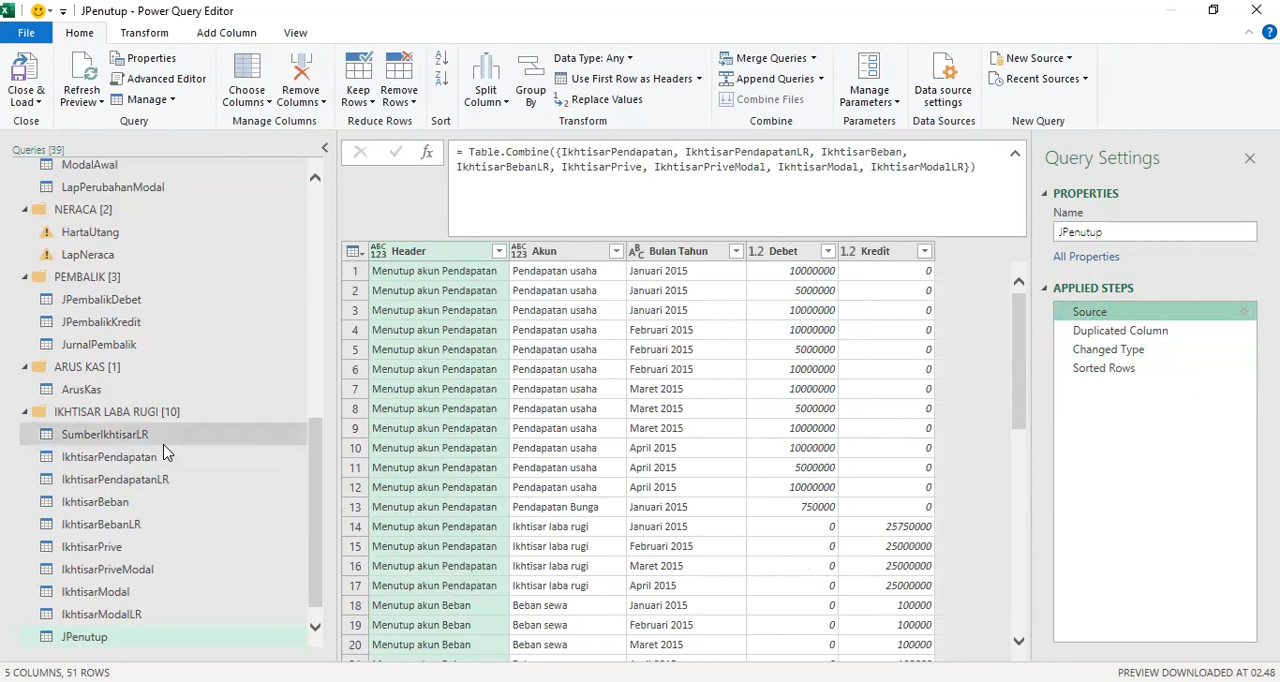 JPenutup - Power Query Editor
File Home Transform Add Column View
Close & Load
Refresh Preview
Properties
Advanced Editor
Manage
Choose Columns
Remove Columns
Keep Rows
Remove Rows
Split Column
Group By
Data Type: Any
Use First Row as Headers
Replace Values
Merge Queries
Append Queries
Combine Files
Manage Parameters
Data source settings
New Source
Recent Sources
Close Query Manage Columns Reduce Rows Sort Transform Combine Parameters Data Sources New Query
Queries [39]
ModalAwal
LapPerubahanModal
NERACA [2]
HartaUtang
LapNeraca
PEMBALIK [3]
JPembalikDebet
JPembalikKredit
JurnalPembalik
ARUS KAS [1]
ArusKas
IKHTISAR LABA RUGI [10]
SumberIkhtisarLR
IkhtisarPendapatan
IkhtisarPendapatanLR
IkhtisarBeban
IkhtisarBebanLR
IkhtisarPrive
IkhtisarPriveModal
IkhtisarModal
IkhtisarModalLR
JPenutup
= Table.Combine({IkhtisarPendapatan, IkhtisarPendapatanLR, IkhtisarBeban,
IkhtisarBebanLR, IkhtisarPrive, IkhtisarPriveModal, IkhtisarModal, IkhtisarModalLR})
ABC 123 Header ABC 123 Akun ABC Bulan Tahun 1.2 Debet 1.2 Kredit
1 Menutup akun Pendapatan Pendapatan usaha Januari 2015 10000000 0
2 Menutup akun Pendapatan Pendapatan usaha Januari 2015 5000000 0
3 Menutup akun Pendapatan Pendapatan usaha Januari 2015 10000000 0
4 Menutup akun Pendapatan Pendapatan usaha Februari 2015 10000000 0
5 Menutup akun Pendapatan Pendapatan usaha Februari 2015 5000000 0
6 Menutup akun Pendapatan Pendapatan usaha Februari 2015 10000000 0
7 Menutup akun Pendapatan Pendapatan usaha Maret 2015 10000000 0
8 Menutup akun Pendapatan Pendapatan usaha Maret 2015 5000000 0
9 Menutup akun Pendapatan Pendapatan usaha Maret 2015 10000000 0
10 Menutup akun Pendapatan Pendapatan usaha April 2015 10000000 0
11 Menutup akun Pendapatan Pendapatan usaha April 2015 5000000 0
12 Menutup akun Pendapatan Pendapatan usaha April 2015 10000000 0
13 Menutup akun Pendapatan Pendapatan Bunga Januari 2015 750000 0
14 Menutup akun Pendapatan Ikhtisar laba rugi Januari 2015 0 25750000
15 Menutup akun Pendapatan Ikhtisar laba rugi Februari 2015 0 25000000
16 Menutup akun Pendapatan Ikhtisar laba rugi Maret 2015 0 25000000
17 Menutup akun Pendapatan Ikhtisar laba rugi April 2015 0 25000000
18 Menutup akun Beban Beban sewa Januari 2015 0 100000
19 Menutup akun Beban Beban sewa Februari 2015 0 100000
20 Menutup akun Beban Beban sewa Maret 2015 0 100000
Query Settings
PROPERTIES
Name
JPenutup
All Properties
APPLIED STEPS
Source
Duplicated Column
Changed Type
Sorted Rows
5 COLUMNS, 51 ROWS
PREVIEW DOWNLOADED AT 02.48